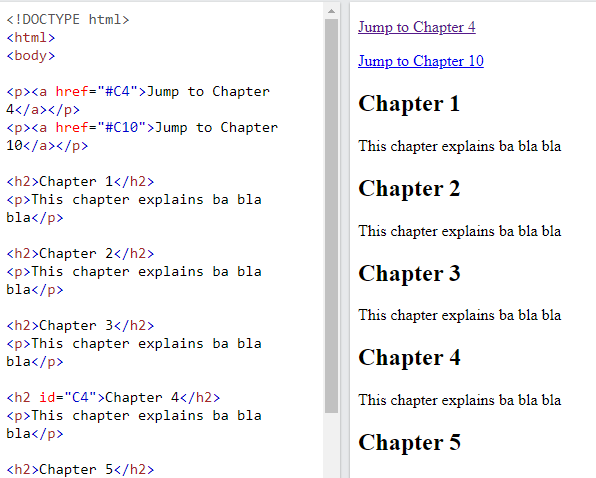 <!DOCTYPE html>
<html>
<body>
<p><a href="#C4">Jump to Chapter
4</a></p>
<p><a href="#C10">Jump to Chapter
10</a></p>
<h2>Chapter 1</h2>
<p>This chapter explains ba bla
bla</p>
<h2>Chapter 2</h2>
<p>This chapter explains ba bla
bla</p>
<h2>Chapter 3</h2>
<p>This chapter explains ba bla
bla</p>
<h2 id="C4">Chapter 4</h2>
<p>This chapter explains ba bla
bla</p>
<h2>Chapter 5</h2>
Jump to Chapter 4
Jump to Chapter 10
Chapter 1
This chapter explains ba bla bla
Chapter 2
This chapter explains ba bla bla
Chapter 3
This chapter explains ba bla bla
Chapter 4
This chapter explains ba bla bla
Chapter 5